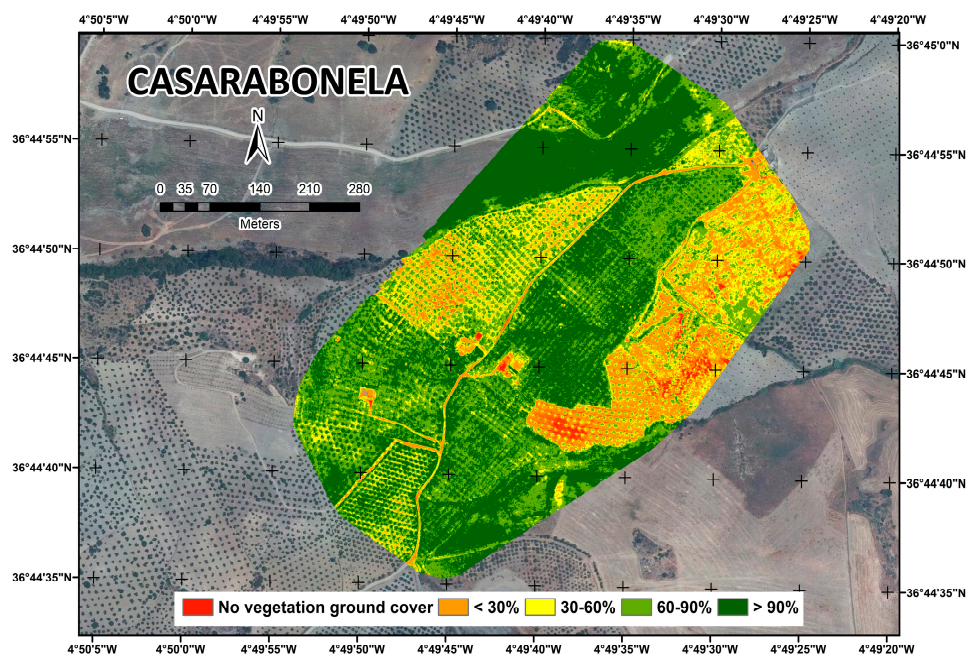 4°50'5"W 4°50'0"W 4°49'55"W 4°49'50"W 4°49'45"W 4°49'40"W 4°49'35"W 4°49'30"W 4°49'25"W 4°49'20"W
36°45'0"N
CASARABONELA
N
36°44'55"N
36°44'55"N
0 35 70 140 210 280
Meters
36°44'50"N
36°44'50"N
36°44'45"N
36°44'45"N
36°44'40"N
36°44'40"N
36°44'35"N
36°44'35"N
No vegetation ground cover < 30% 30-60% 60-90% > 90%
4°50'5"W 4°50'0"W 4°49'55"W 4°49'50"W 4°49'45"W 4°49'40"W 4°49'35"W 4°49'30"W 4°49'25"W 4°49'20"W